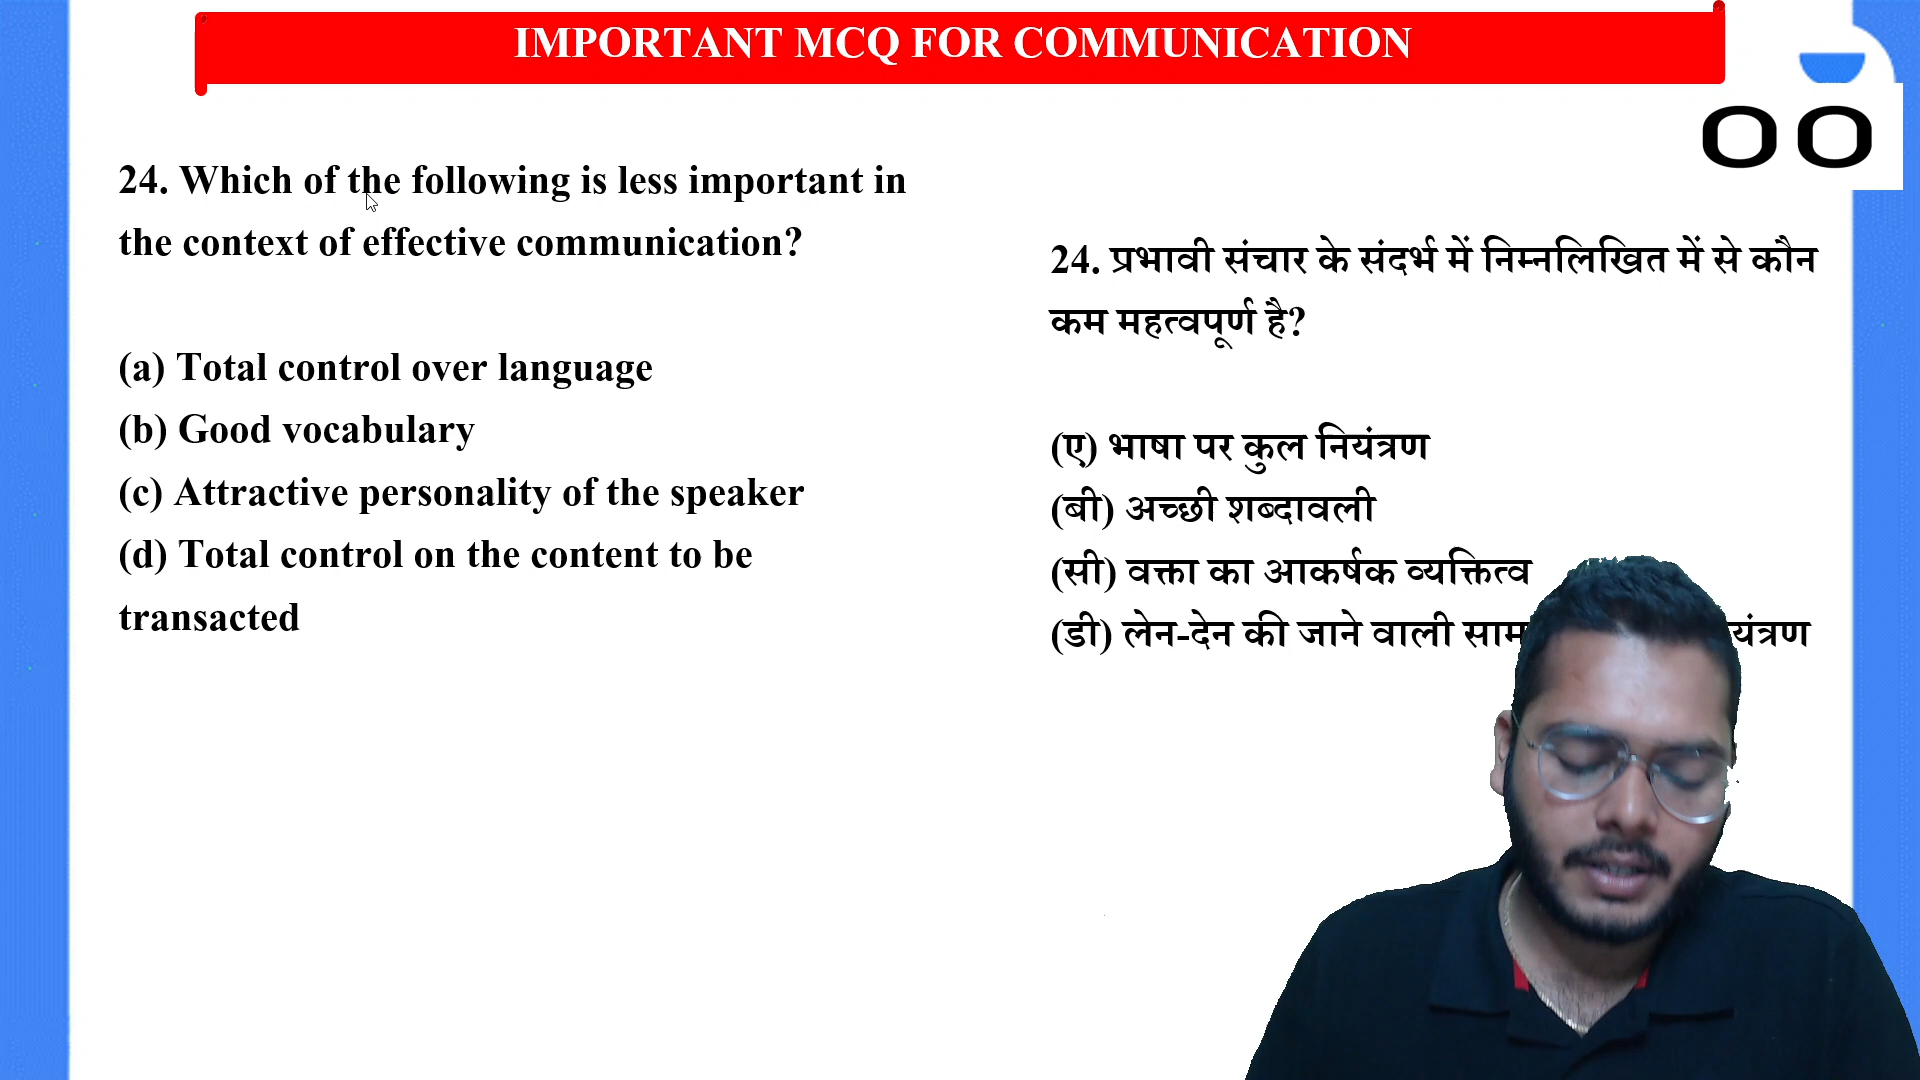 IMPORTANT MCQ FOR COMMUNICATION
24. Which of the following is less important in
the context of effective communication?
(a) Total control over language
(b) Good vocabulary
(c) Attractive personality of the speaker
(d) Total control on the content to be
transacted
24. प्रभावी संचार के संदर्भ में निम्नलिखित में से कौन
कम महत्वपूर्ण है?
(ए) भाषा पर कुल नियंत्रण
(बी) अच्छी शब्दावली
(सी) वक्ता का आकर्षक व्यक्तित्व
(डी) लेन-देन की जाने वाली